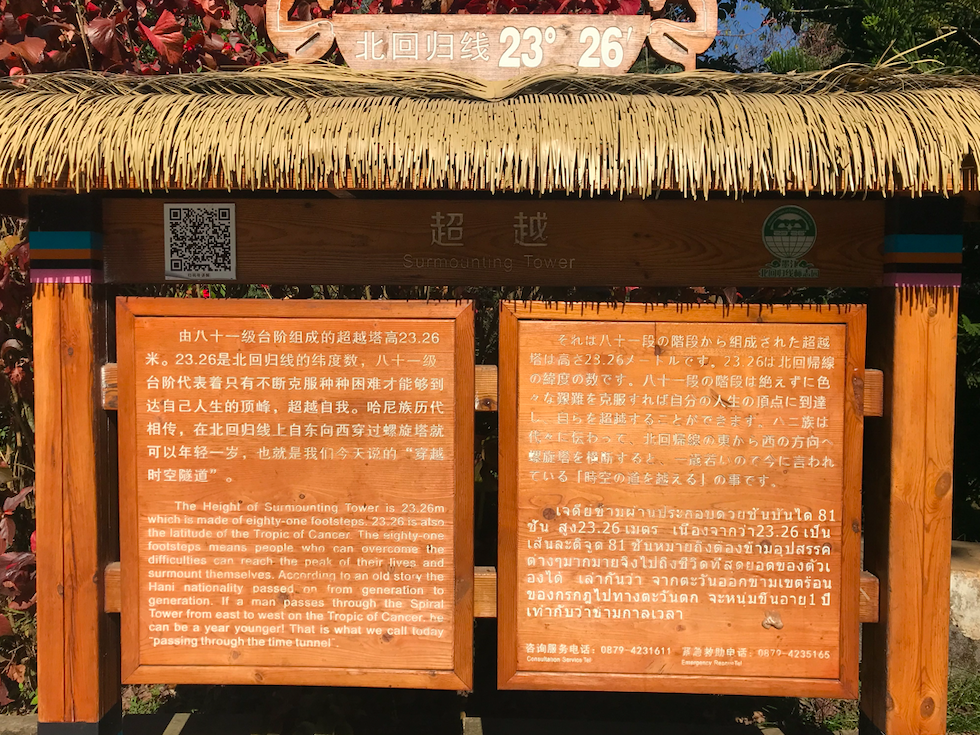 北回归线 23° 26′
超 越
Surmounting Tower
由八十一级台阶组成的超越塔高23.26
米。23.26是北回归线的纬度数，八十一级
台阶代表着只有不断克服种种困难才能够到
达自己人生的顶峰，超越自我。哈尼族历代
相传，在北回归线上自东向西穿过螺旋塔就
可以年轻一岁，也就是我们今天说的“穿越
时空隧道”。
The Height of Surmounting Tower is 23.26m
which is made of eighty-one footsteps. 23.26 is also
the latitude of the Tropic of Cancer. The eighty-one
footsteps means people who can overcome the
difficulties can reach the peak of their lives and
surmount themselves. According to an old story the
Hani nationality passed on from generation to
generation. If a man passes through the Spiral
Tower from east to west on the Tropic of Cancer, he
can be a year younger! That is what we call today
"passing through the time tunnel".
それは八十一段の階段から組成された超越
塔は高さ23.26メートルです。23.26は北回帰線
の緯度の数です。八十一段の階段は絶えずに色
々な艱難を克服すれば自分の人生の頂点に到達
し、自らを超越することができます。ハニ族は
代々に伝わって、北回帰線の東から西の方向へ
螺旋塔を横断すると、一歳若いので今に言われ
ている「時空の道を越える」の事です。
เจดีย์ข้ามผ่านประกอบด้วยขั้นบันได 81
ขั้น สูง23.26 เมตร เนื่องจากว่า23.26 เป็น
เส้นละติจูด 81 ขั้นหมายถึงต้องข้ามอุปสรรค
ต่างๆมากมายจึงไปถึงชีวิตที่สุดยอดของตัวเ
องได้ เล่ากันว่า จากตะวันออกข้ามเขตร้อน
ของกรกฎไปทางตะวันตก จะหนุ่มขึ้นอายุ1 ปี
เท่ากับว่าข้ามกาลเวลา
咨询服务电话：0879-4231611 紧急救助电话：0879-4235165
Consultation Service Tel Emergency Rescue Tel